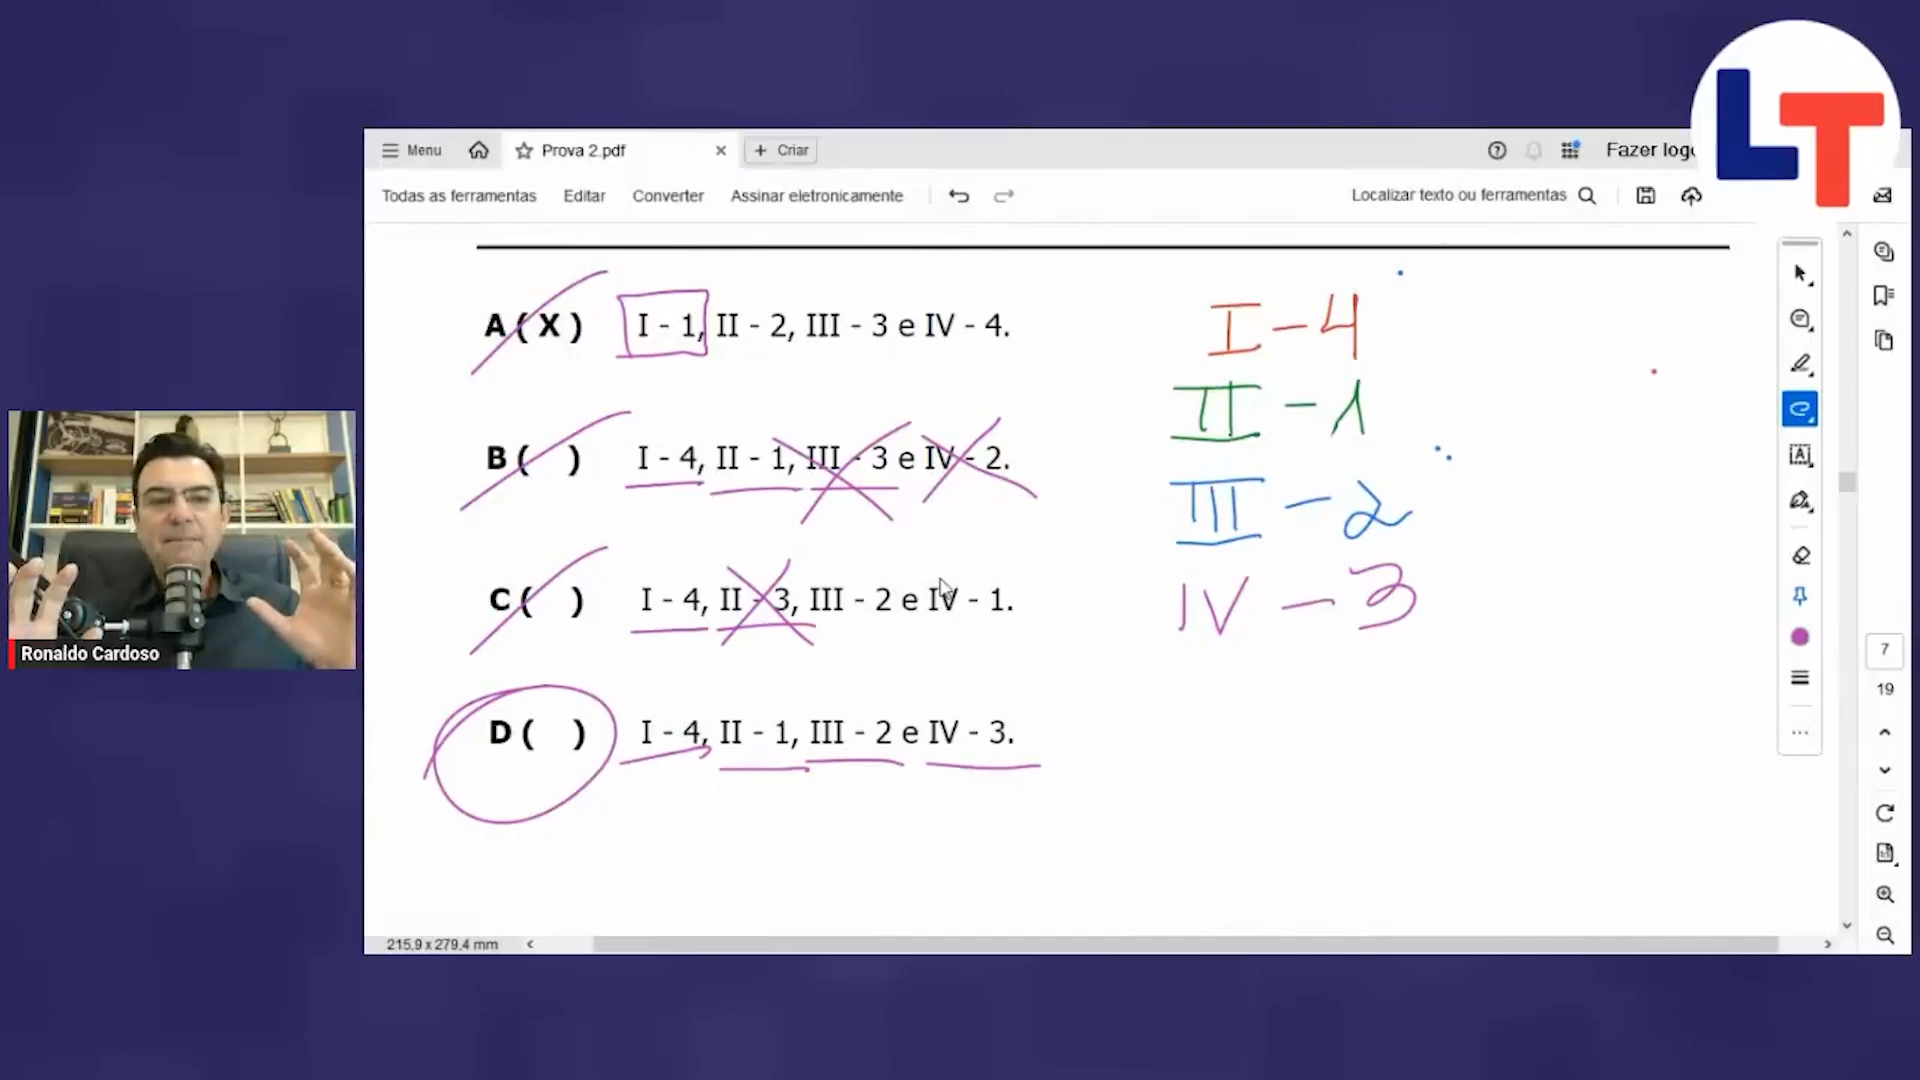 LT
Menu
Prova 2.pdf
Criar
Todas as ferramentas
Editar
Converter
Assinar eletronicamente
Localizar texto ou ferramentas
A ( X ) I - 1, II - 2, III - 3 e IV - 4.
I - 4
B ( ) I - 4, II - 1, III - 3 e IV - 2.
II - 1
III - 2
C ( ) I - 4, II - 3, III - 2 e IV - 1.
IV - 3
D ( ) I - 4, II - 1, III - 2 e IV - 3.
Ronaldo Cardoso
7
19
215,9 x 279,4 mm